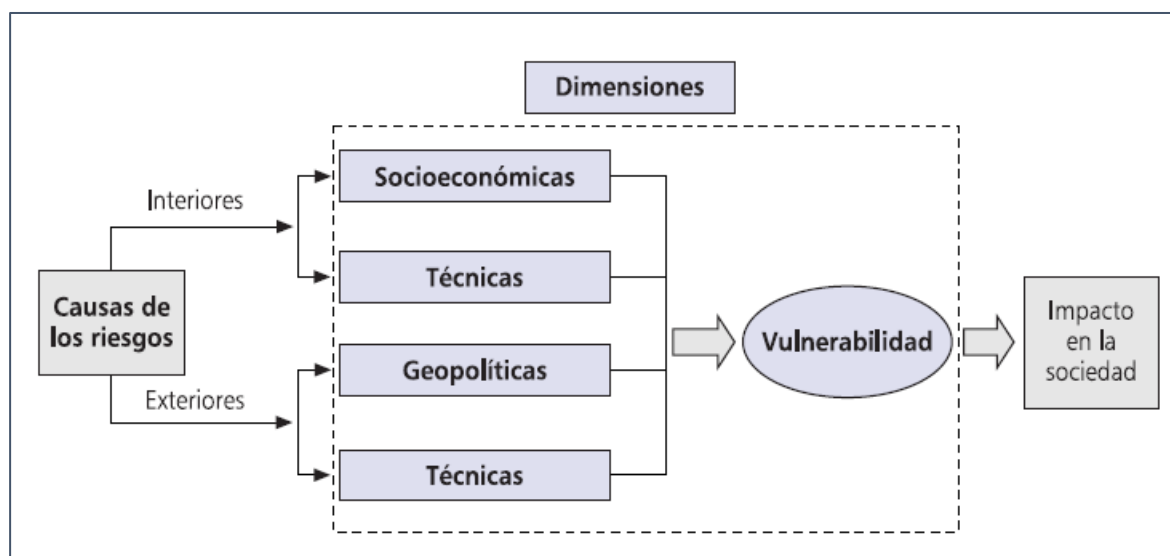 Dimensiones
Interiores
Socioeconómicas
Técnicas
Causas de
los riesgos
Vulnerabilidad
Impacto
en la
sociedad
Geopolíticas
Exteriores
Técnicas